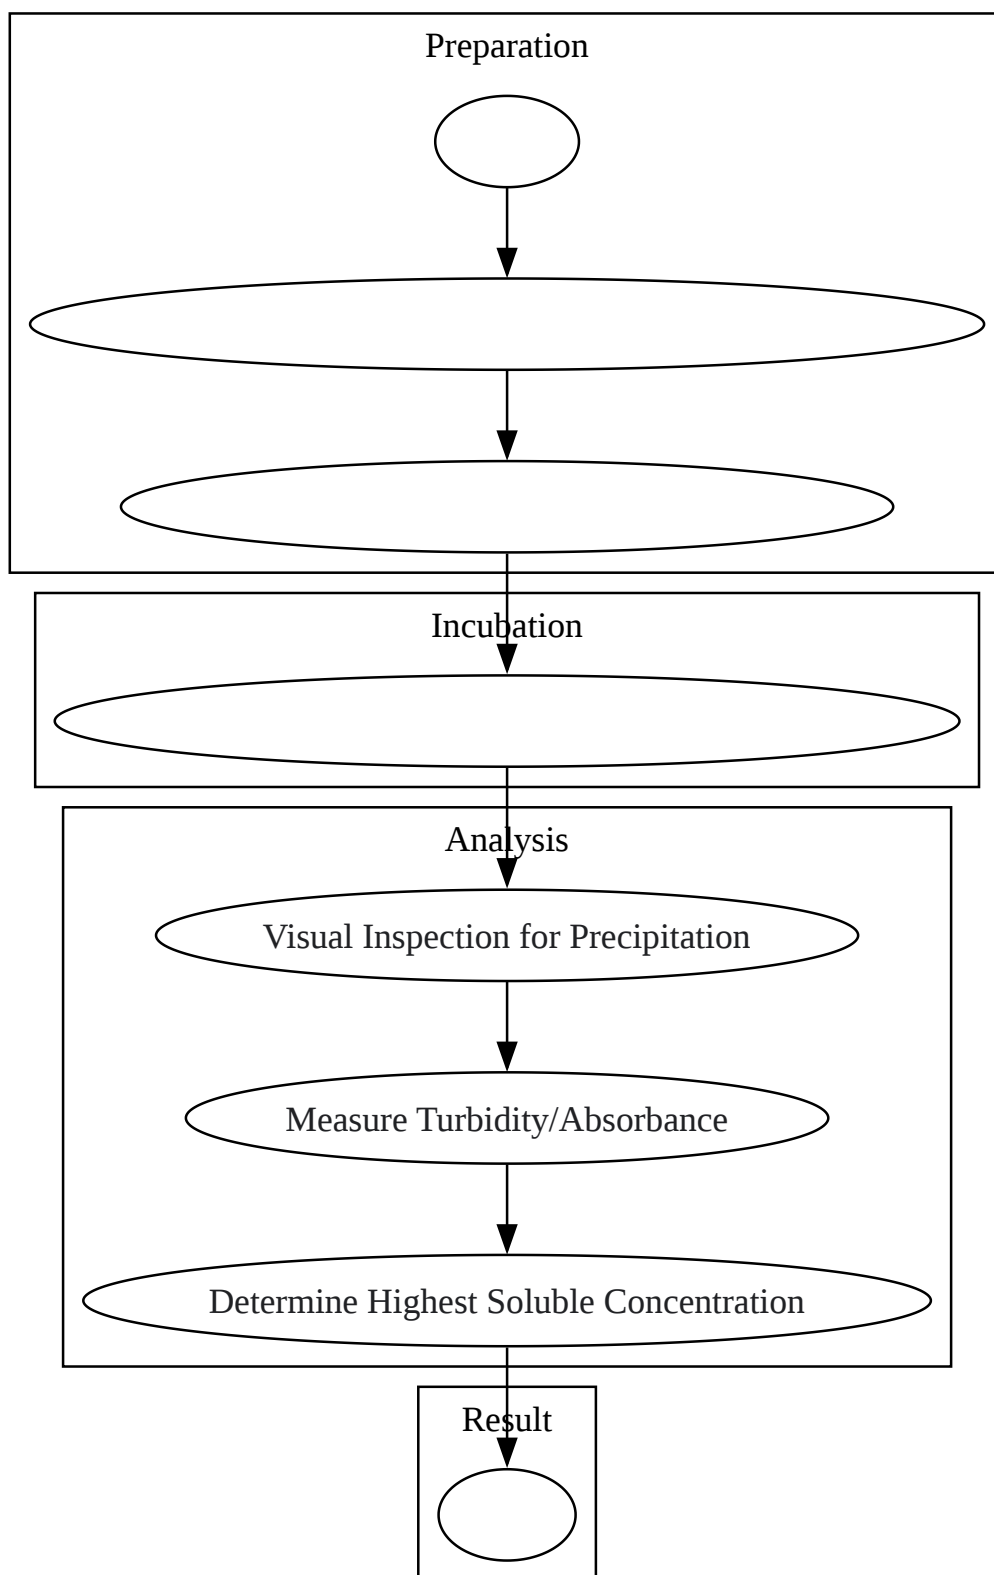 Preparation
Incubation
Analysis
Visual Inspection for Precipitation
Measure Turbidity/Absorbance
Determine Highest Soluble Concentration
Result